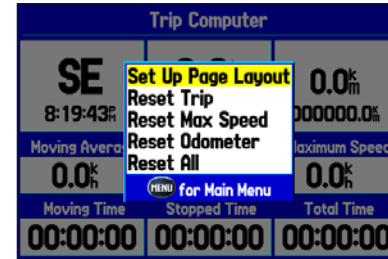 Trip Computer
SE
0.0
8:19:43
000000.0
Set Up Page Layout
Reset Trip
Reset Max Speed
Reset Odometer
Reset All
MENU for Main Menu
Moving Avera
Maximum Speed
0.0
0.0
Moving Time Stopped Time Total Time
00:00:00 00:00:00 00:00:00